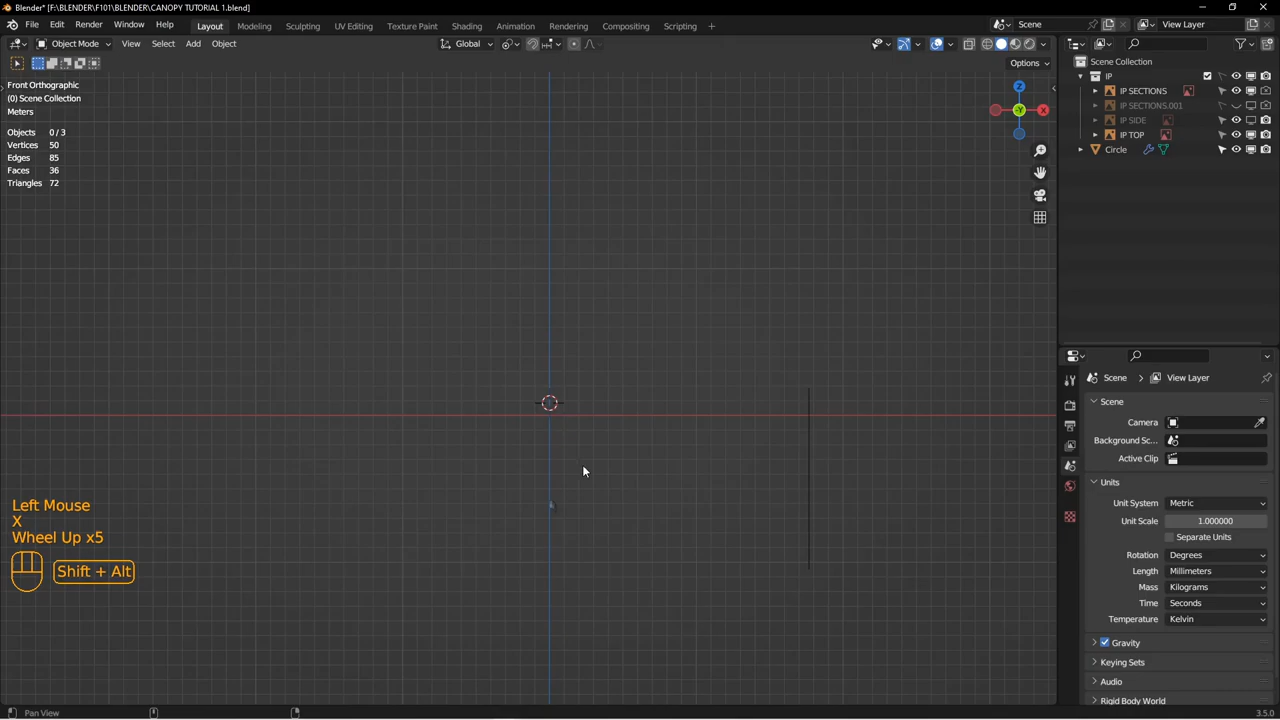 Blender* [F:\BLENDER\F101\BLENDER\CANOPY TUTORIAL 1.blend]
File Edit Render Window Help Layout Modeling Sculpting UV Editing Texture Paint Shading Animation Rendering Compositing Scripting + Scene View Layer
Object Mode View Select Add Object Global
Options
Front Orthographic
(0) Scene Collection
Meters
Objects 0 / 3
Vertices 50
Edges 85
Faces 36
Triangles 72
Z
Y
X
Scene Collection
IP
IP SECTIONS
IP SECTIONS.001
IP SIDE
IP TOP
Circle
Scene View Layer
Scene
Camera
Background Sc...
Active Clip
Units
Unit System Metric
Unit Scale 1.000000
Separate Units
Rotation Degrees
Length Millimeters
Mass Kilograms
Time Seconds
Temperature Kelvin
Gravity
Keying Sets
Audio
Rigid Body World
Left Mouse
X
Wheel Up x5
Shift + Alt
Pan View
3.5.0